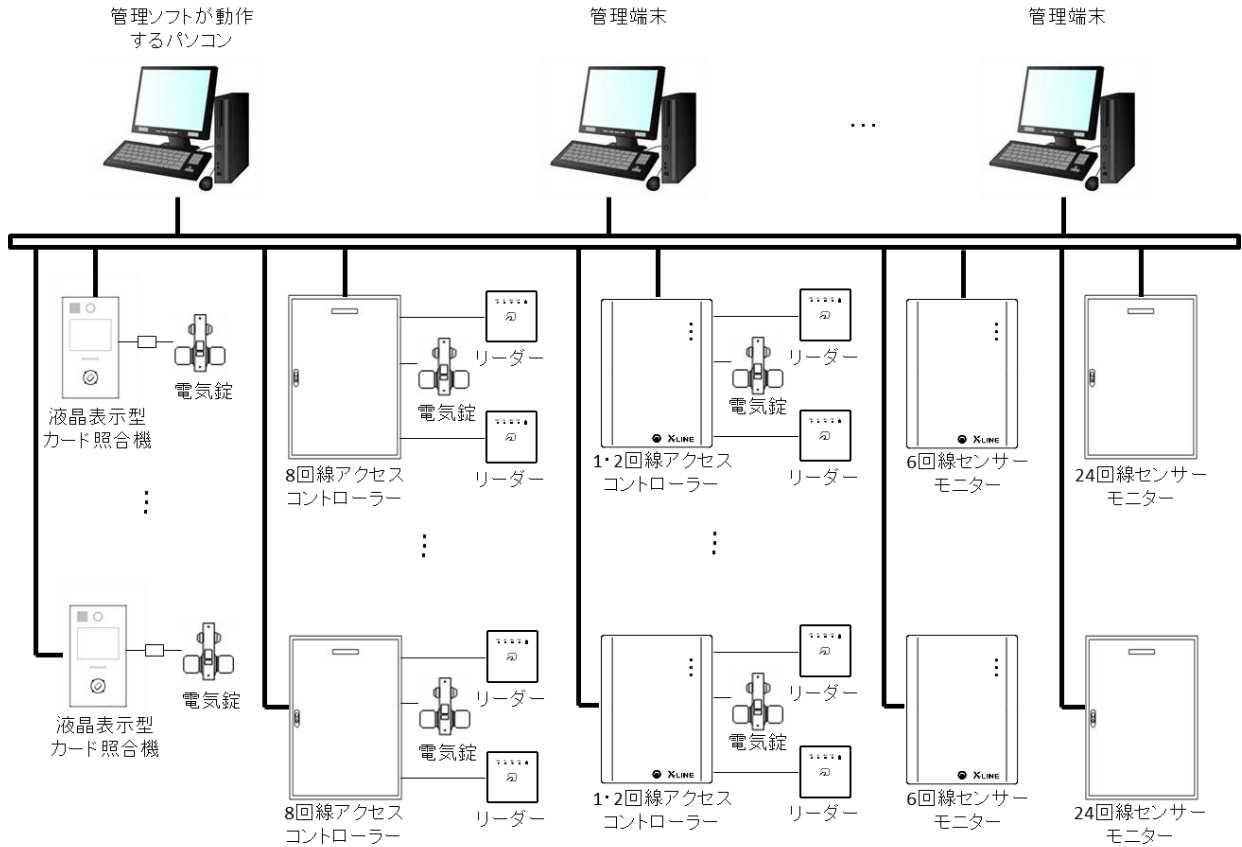 管理ソフトが動作
するパソコン
管理端末
管理端末
…
液晶表示型
カード照合機
電気錠
8回線アクセス
コントローラー
リーダー
電気錠
リーダー
X-LINE
1・2回線アクセス
コントローラー
リーダー
電気錠
リーダー
X-LINE
6回線センサー
モニター
24回線センサー
モニター
液晶表示型
カード照合機
電気錠
8回線アクセス
コントローラー
リーダー
電気錠
リーダー
X-LINE
1・2回線アクセス
コントローラー
リーダー
電気錠
リーダー
X-LINE
6回線センサー
モニター
24回線センサー
モニター